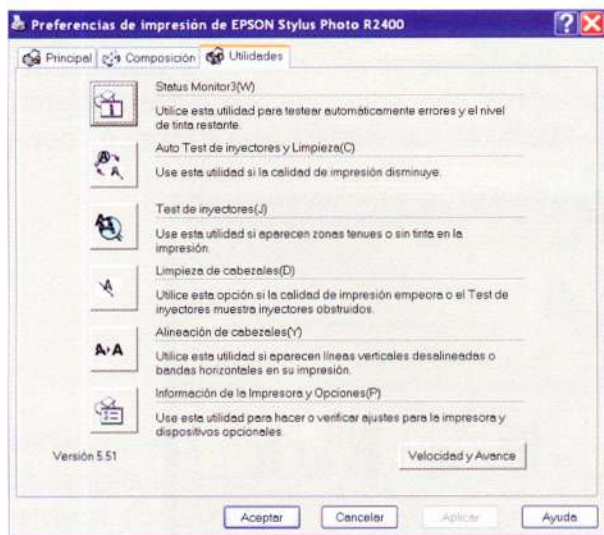 Preferencias de impresión de EPSON Stylus Photo R2400
Principal Composición Utilidades
Status Monitor3(W)
Utilice esta utilidad para testear automáticamente errores y el nivel
de tinta restante.
Auto Test de inyectores y Limpieza(C)
Use esta utilidad si la calidad de impresión disminuye.
Test de inyectores(J)
Use esta utilidad si aparecen zonas tenues o sin tinta en la
impresión.
Limpieza de cabezales(D)
Utilice esta opción si la calidad de impresión empeora o el Test de
inyectores muestra inyectores obstruidos.
Alineación de cabezales(Y)
Utilice esta utilidad si aparecen líneas verticales desalineadas o
bandas horizontales en su impresión.
Información de la Impresora y Opciones(P)
Use esta utilidad para hacer o verificar ajustes para la impresora y
dispositivos opcionales.
Versión 5.51 Velocidad y Avance
Aceptar Cancelar Aplicar Ayuda